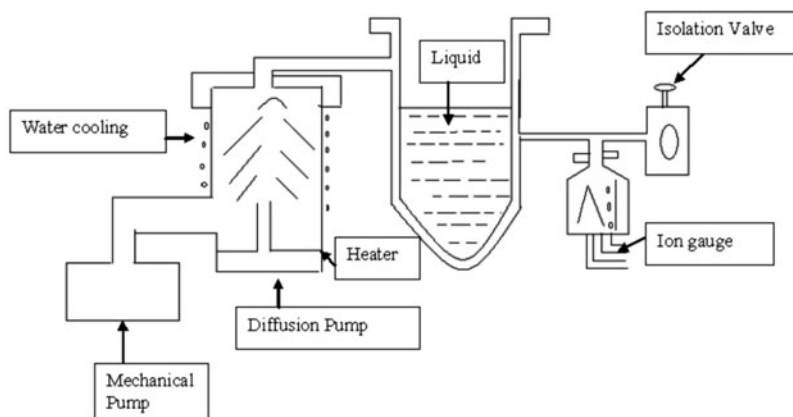 Isolation Valve
Liquid
Water cooling
Ion gauge
Heater
Diffusion Pump
Mechanical
Pump